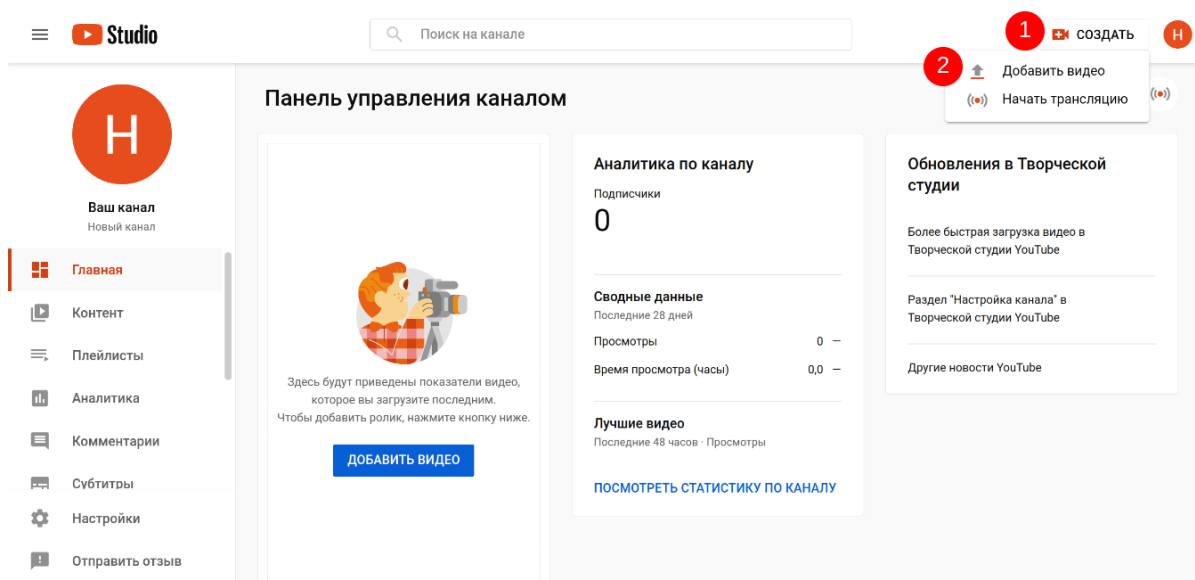 Studio
Поиск на канале
1
СОЗДАТЬ
Н
2
Добавить видео
Начать трансляцию
Н
Ваш канал
Новый канал
Главная
Контент
Плейлисты
Аналитика
Комментарии
Субтитры
Настройки
Отправить отзыв
Панель управления каналом
Здесь будут приведены показатели видео,
которое вы загрузите последним.
Чтобы добавить ролик, нажмите кнопку ниже.
ДОБАВИТЬ ВИДЕО
Аналитика по каналу
Подписчики
0
Сводные данные
Последние 28 дней
Просмотры 0 —
Время просмотра (часы) 0,0 —
Лучшие видео
Последние 48 часов · Просмотры
ПОСМОТРЕТЬ СТАТИСТИКУ ПО КАНАЛУ
Обновления в Творческой
студии
Более быстрая загрузка видео в
Творческой студии YouTube
Раздел "Настройка канала" в
Творческой студии YouTube
Другие новости YouTube